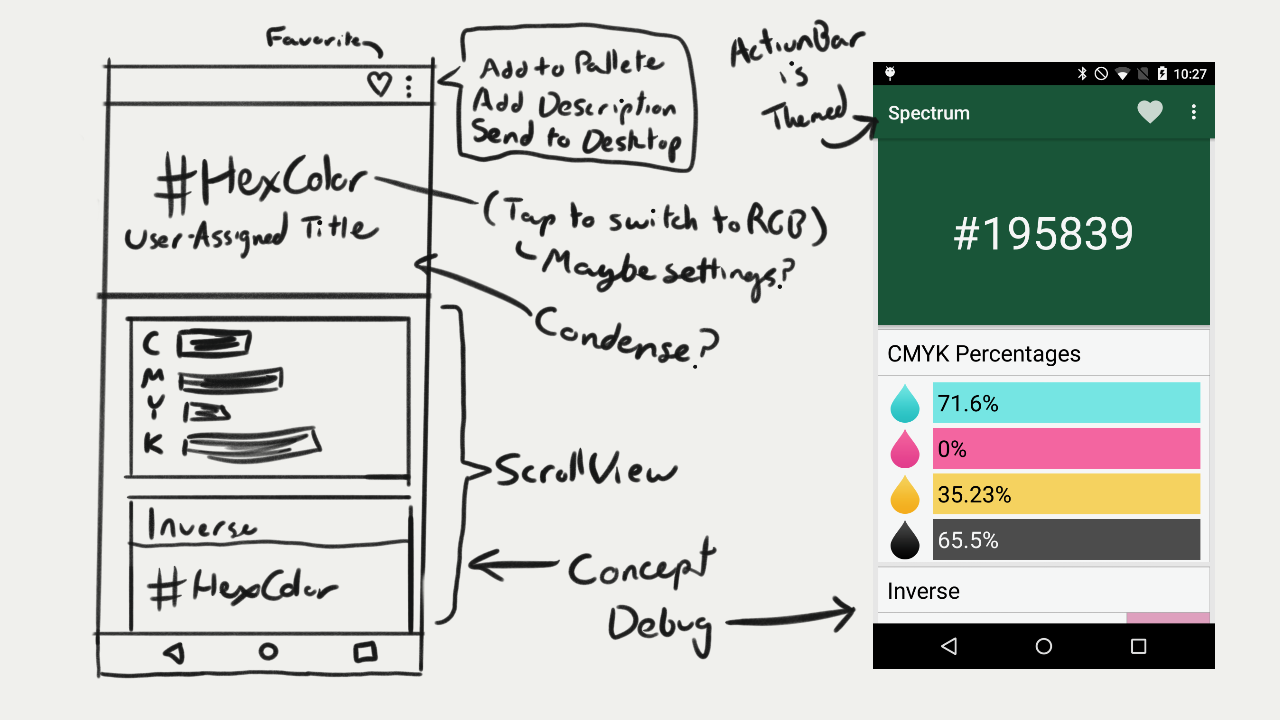 Favorite
Add to Pallete
Add Description
Send to Desktop
#HexColor
User-Assigned Title
(Tap to switch to RGB)
Maybe settings?
Condense?
C
M
Y
K
ScrollView
Inverse
#HexColor
Concept
Debug
ActionBar
is
Themed
10:27
Spectrum
#195839
CMYK Percentages
71.6%
0%
35.23%
65.5%
Inverse